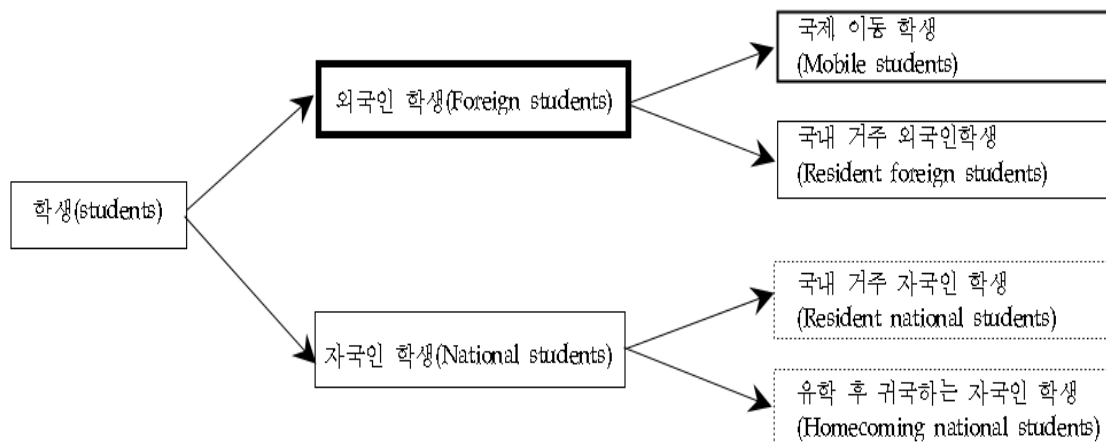 학생(students)
외국인 학생(Foreign students)
자국인 학생(National students)
국제 이동 학생
(Mobile students)
국내 거주 외국인학생
(Resident foreign students)
국내 거주 자국인 학생
(Resident national students)
유학 후 귀국하는 자국인 학생
(Homecoming national students)